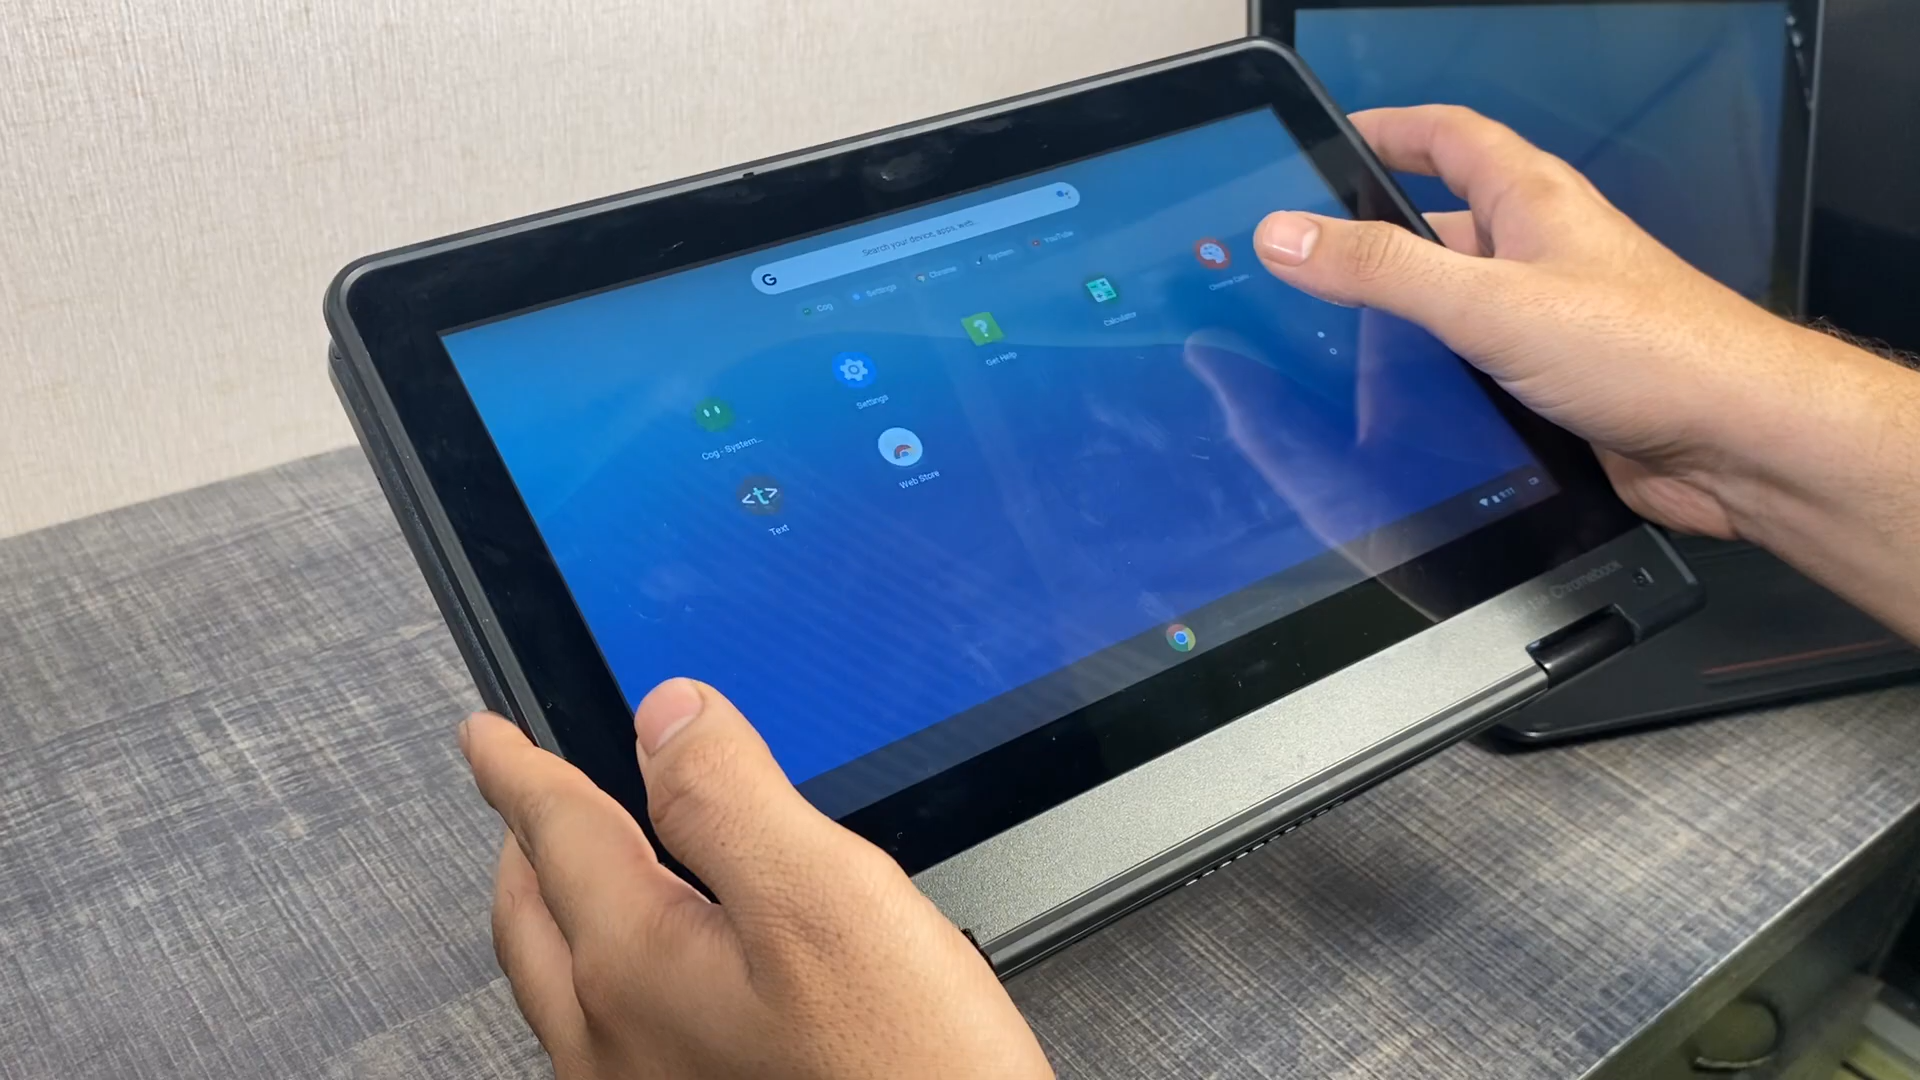 G Search your device, apps, web...
Cog Settings Chrome System YouTube
Cog - System... Settings Get Help Calculator
Text Web Store
<t>
?
Chromebook